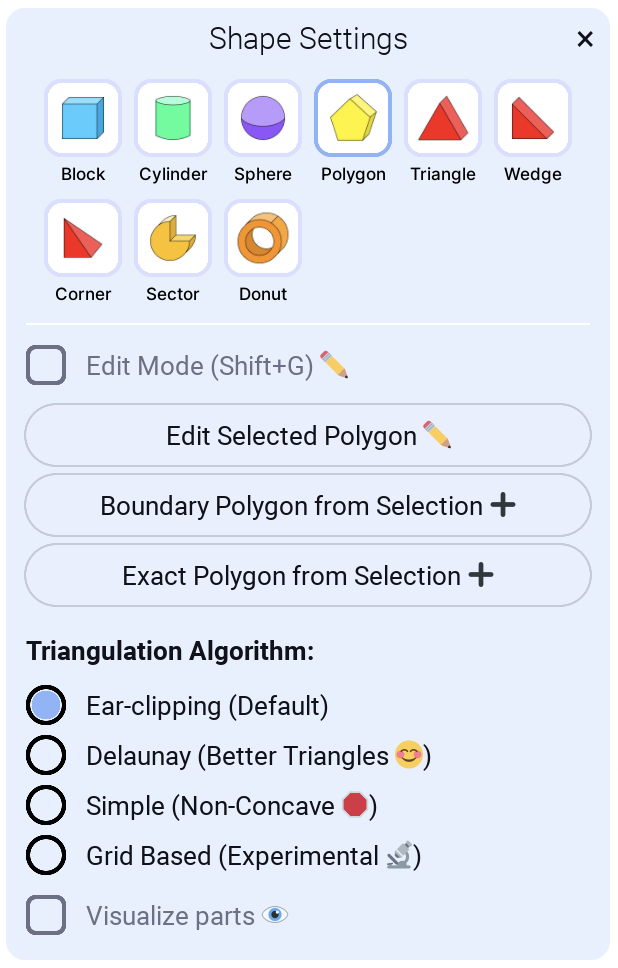 Shape Settings ×
Block Cylinder Sphere Polygon Triangle Wedge
Corner Sector Donut
Edit Mode (Shift+G) ✏️
Edit Selected Polygon ✏️
Boundary Polygon from Selection ➕
Exact Polygon from Selection ➕
Triangulation Algorithm:
Ear-clipping (Default)
Delaunay (Better Triangles 😊)
Simple (Non-Concave 🛑)
Grid Based (Experimental 🔬)
Visualize parts 👁️